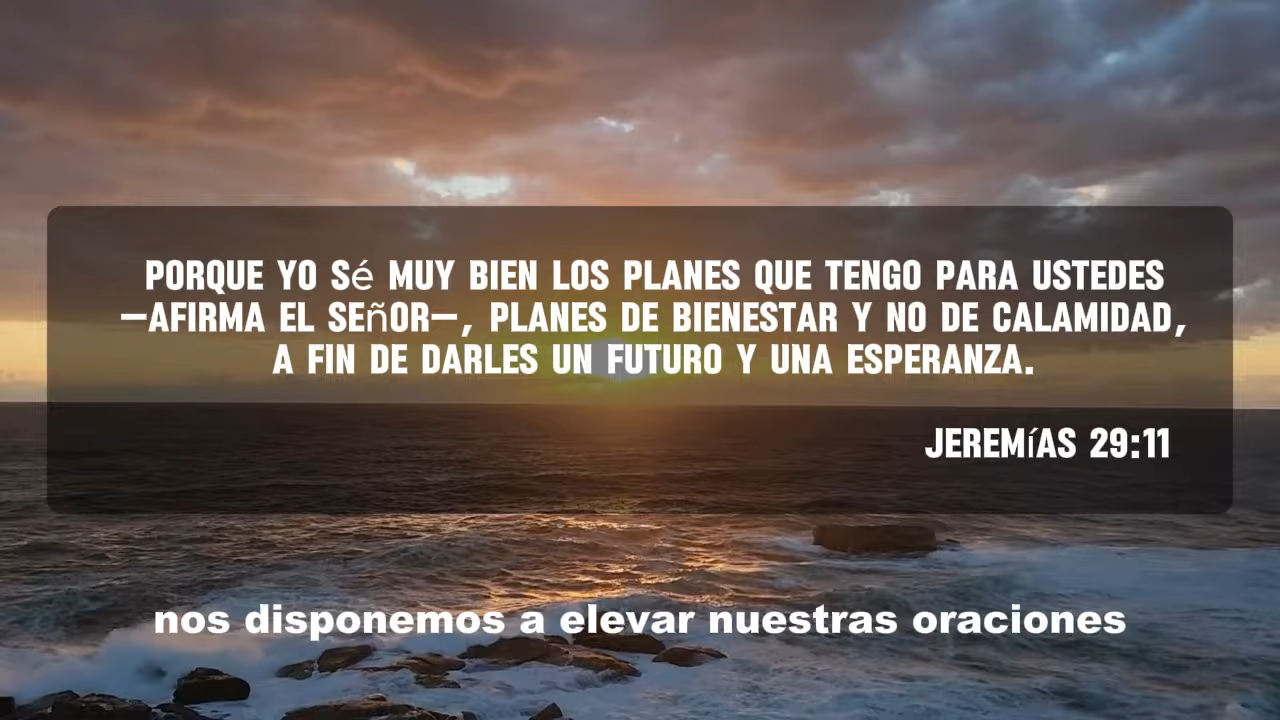 PORQUE YO Sé MUY BIEN LOS PLANES QUE TENGO PARA USTEDES
—AFIRMA EL SEñOR—, PLANES DE BIENESTAR Y NO DE CALAMIDAD,
A FIN DE DARLES UN FUTURO Y UNA ESPERANZA.
JEREMíAS 29:11
nos disponemos a elevar nuestras oraciones